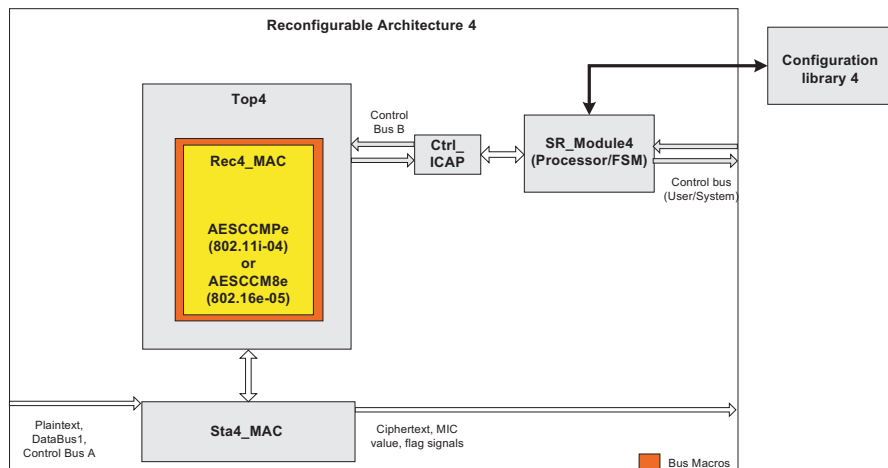 Reconfigurable Architecture 4
Configuration
library 4
Top4
Control
Bus B
Ctrl_
ICAP
SR_Module4
(Processor/FSM)
Rec4_MAC
Control bus
(User/System)
AESCCMPe
(802.11i-04)
or
AESCCM8e
(802.16e-05)
Plaintext,
DataBus1,
Control Bus A
Sta4_MAC
Ciphertext, MIC
value, flag signals
Bus Macros